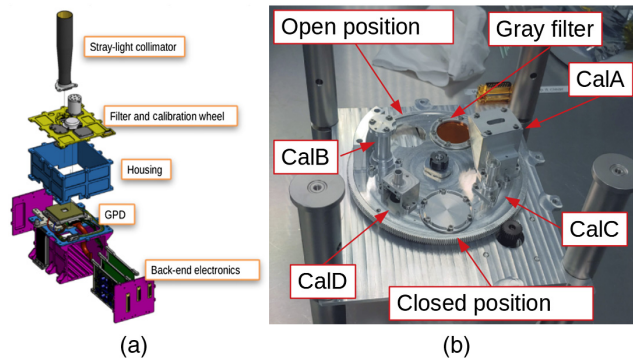 Stray-light collimator
Filter and calibration wheel
Housing
GPD
Back-end electronics
(a)
Open position
Gray filter
CalA
CalB
CalC
CalD
Closed position
(b)